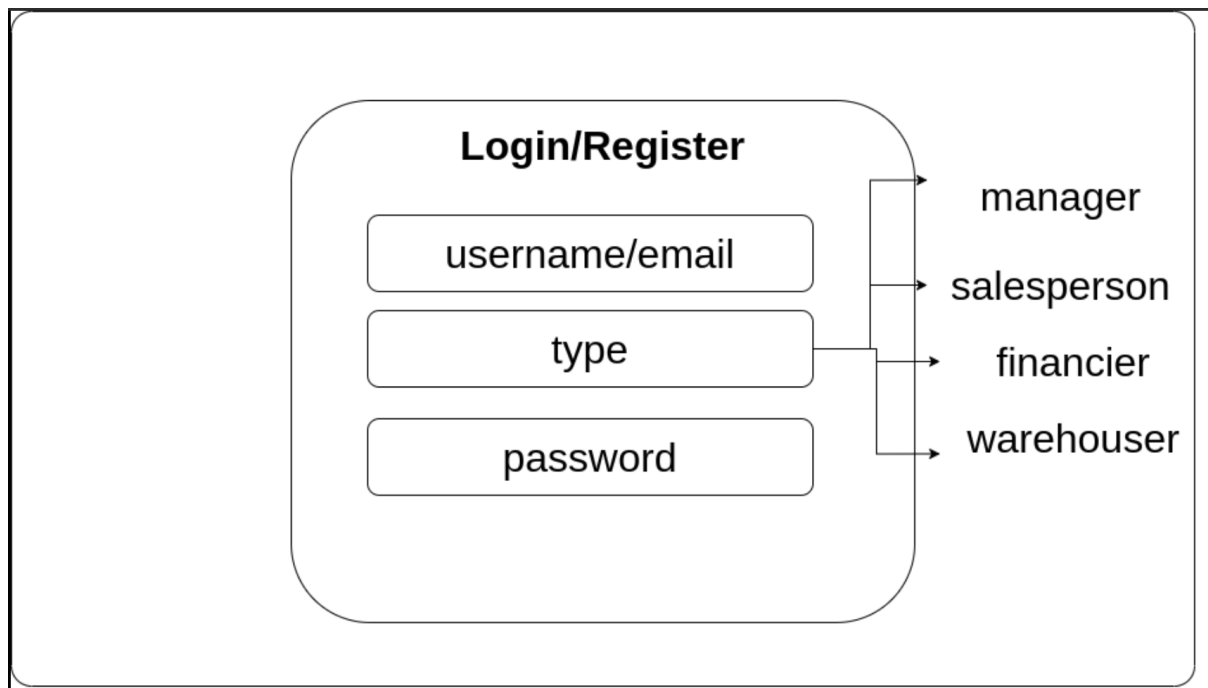 Login/Register
username/email
type
password
manager
salesperson
financier
warehouser